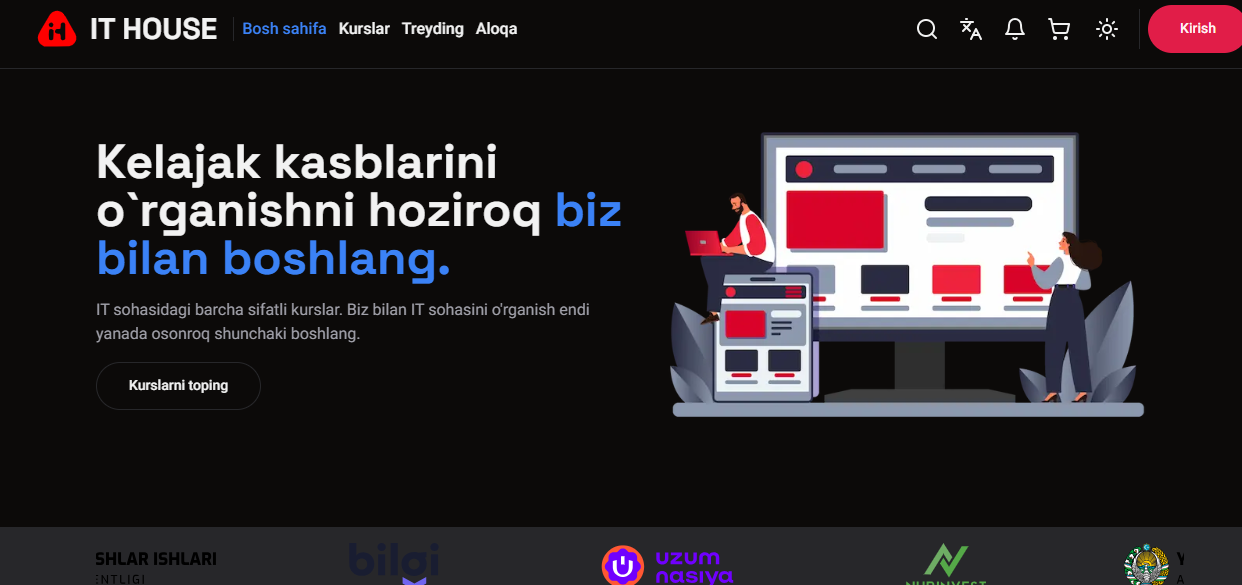 IT HOUSE
Bosh sahifa
Kurslar
Treyding
Aloqa
Kirish
Kelajak kasblarini
o`rganishni hoziroq biz
bilan boshlang.
IT sohasidagi barcha sifatli kurslar. Biz bilan IT sohasini o'rganish endi
yanada osonroq shunchaki boshlang.
Kurslarni toping
SHLAR ISHLARI
ENTLIGI
bilgi
uzum
nasiya
NURINVEST